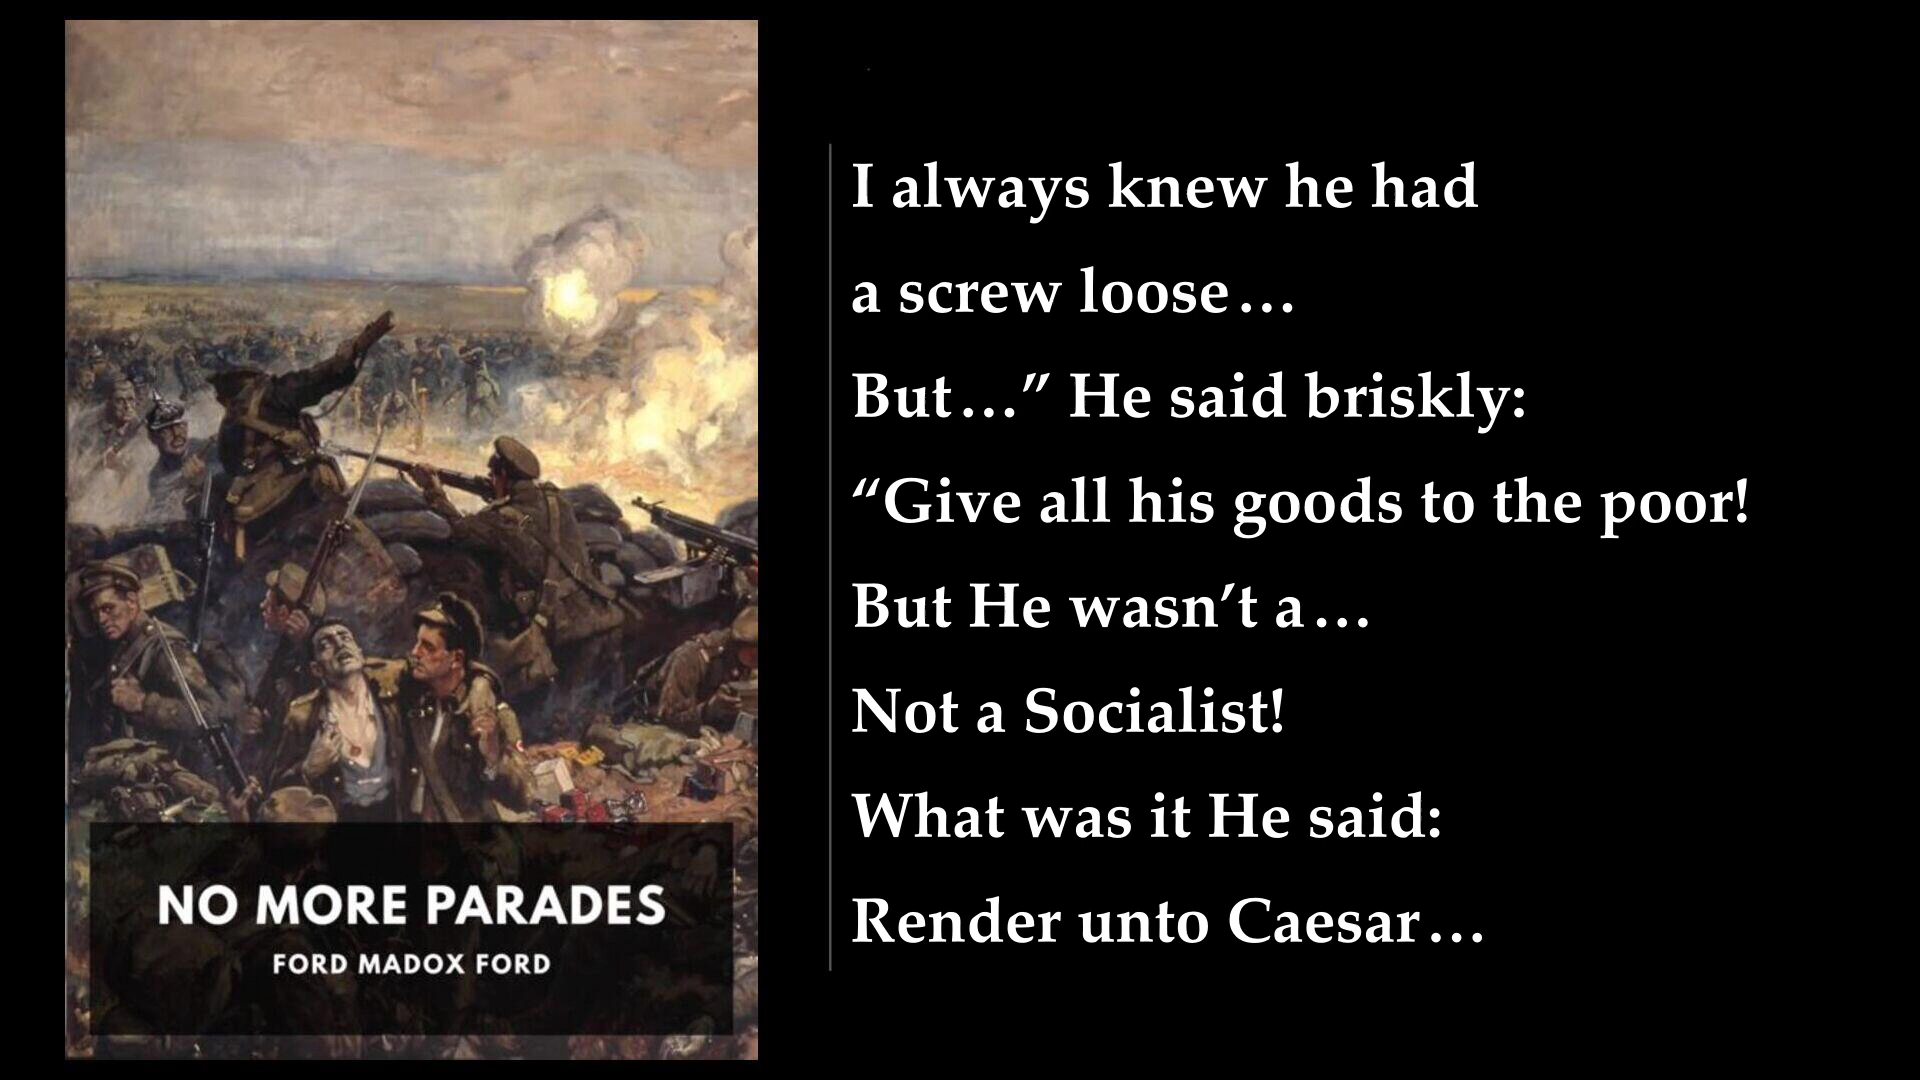 I always knew he had
a screw loose…
But…” He said briskly:
“Give all his goods to the poor!
But He wasn’t a…
Not a Socialist!
What was it He said:
Render unto Caesar…
NO MORE PARADES
FORD MADOX FORD